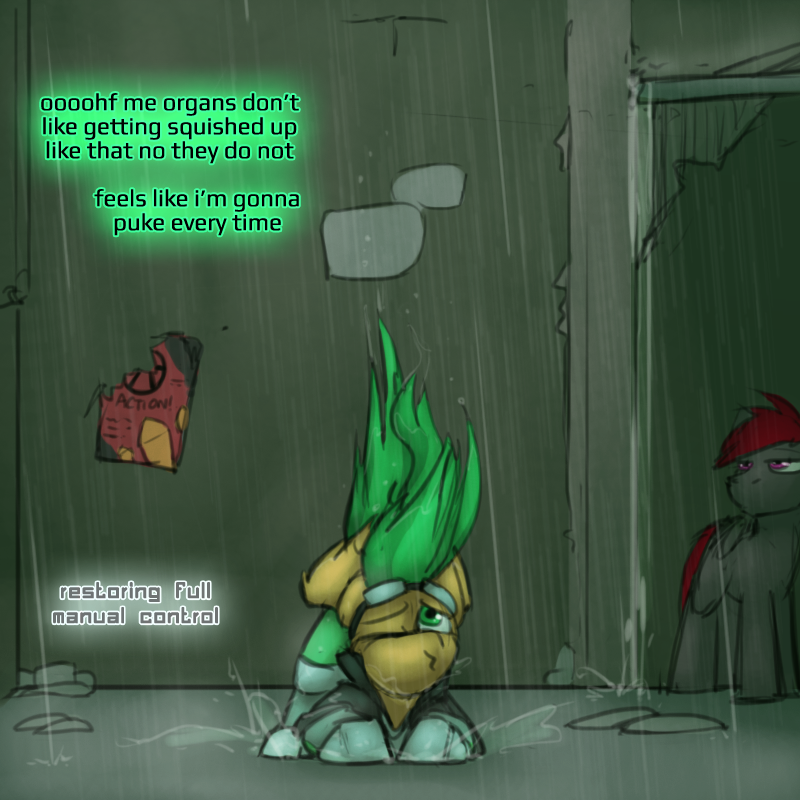 oooohf me organs don't
like getting squished up
like that no they do not
feels like i'm gonna
puke every time
ACTION!
restoring full
manual control